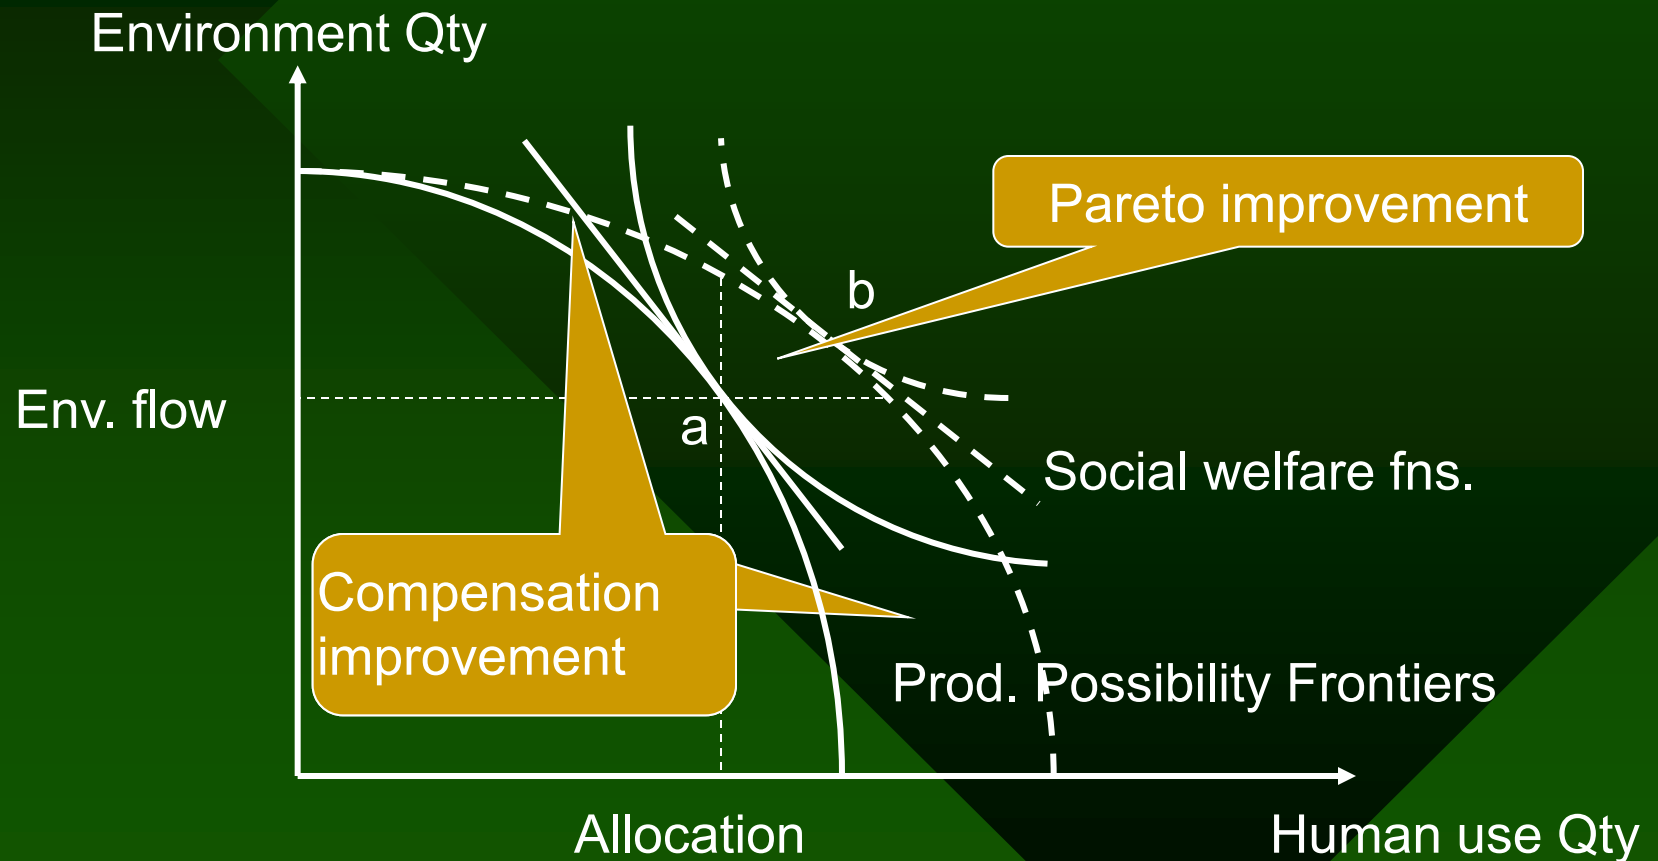 Environment Qty
Pareto improvement
b
Env. flow
a
Social welfare fns.
Compensation
improvement
Prod. Possibility Frontiers
Allocation
Human use Qty